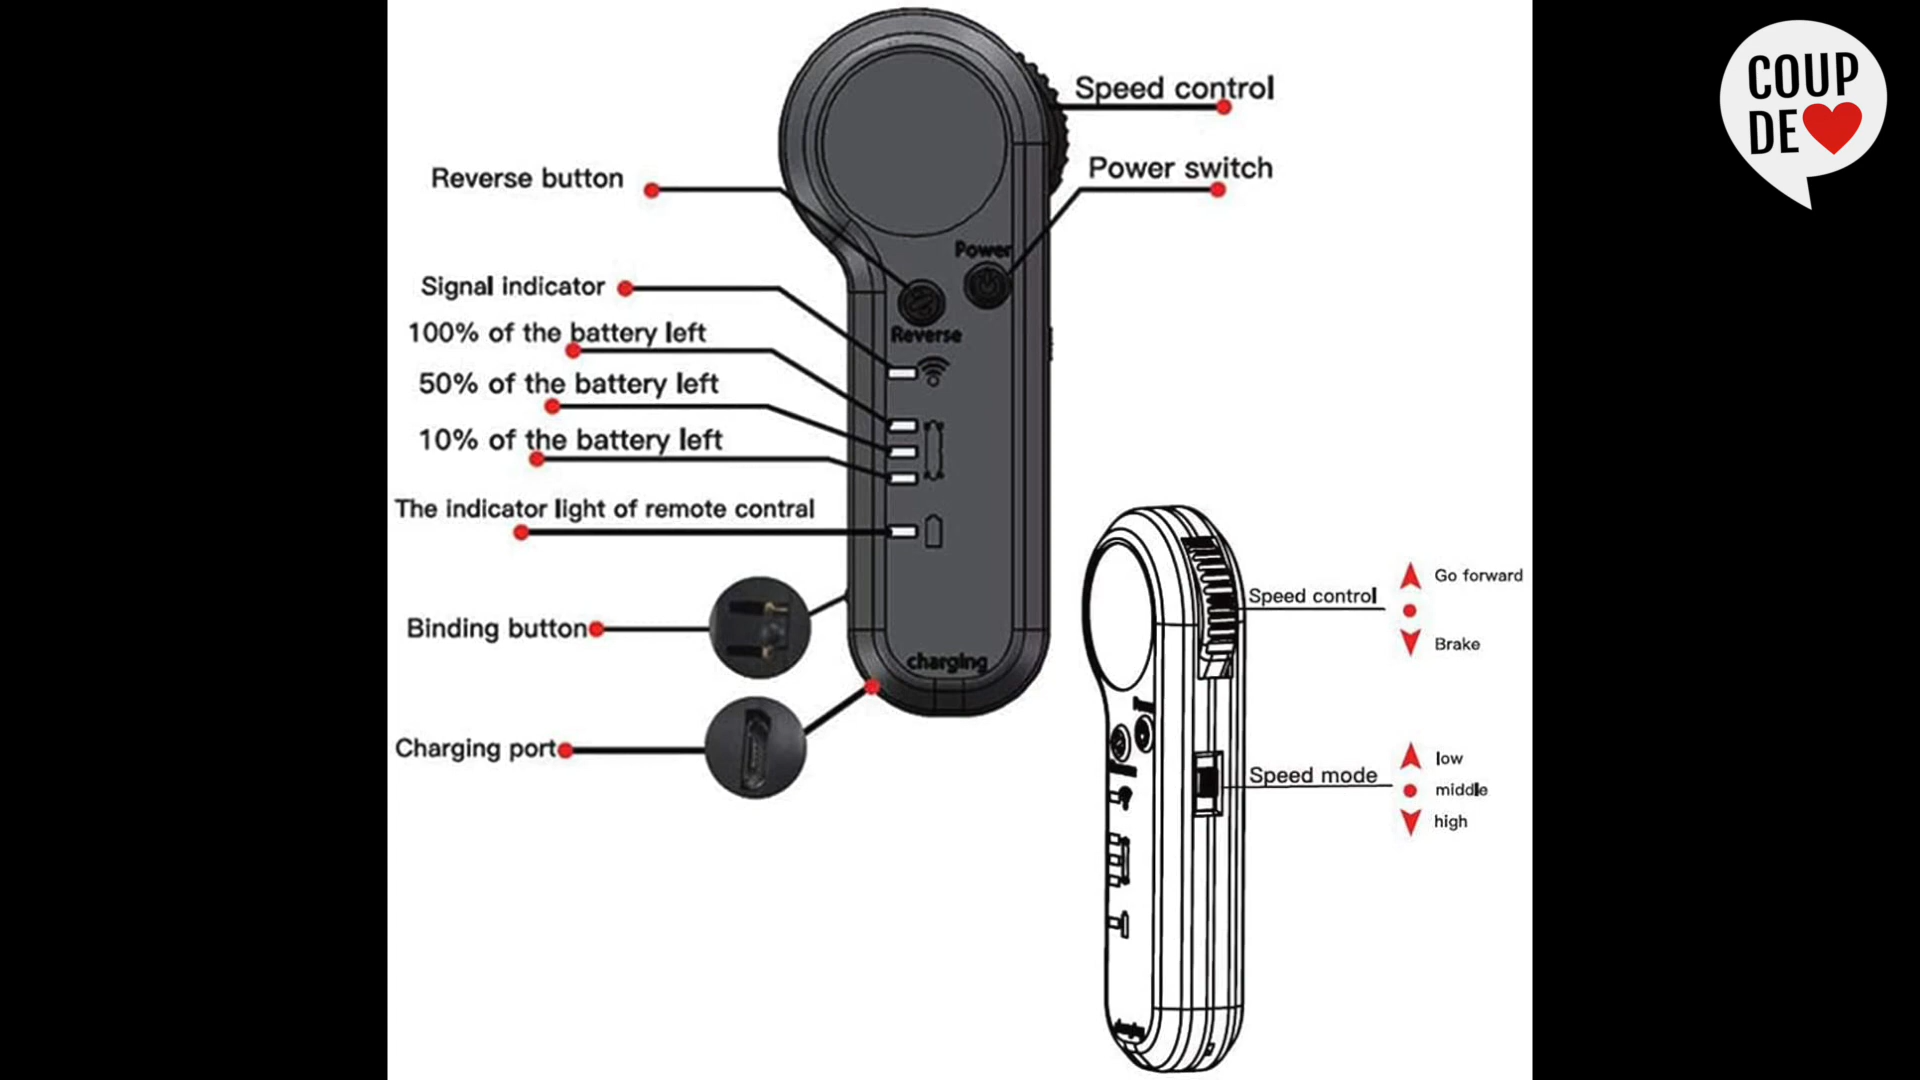 COUP
DE
Speed control
Power switch
Reverse button
Power
Signal indicator
Reverse
100% of the battery left
50% of the battery left
10% of the battery left
The indicator light of remote contral
Binding button
charging
Charging port
Speed control
Go forward
Brake
Speed mode
low
middle
high
charging